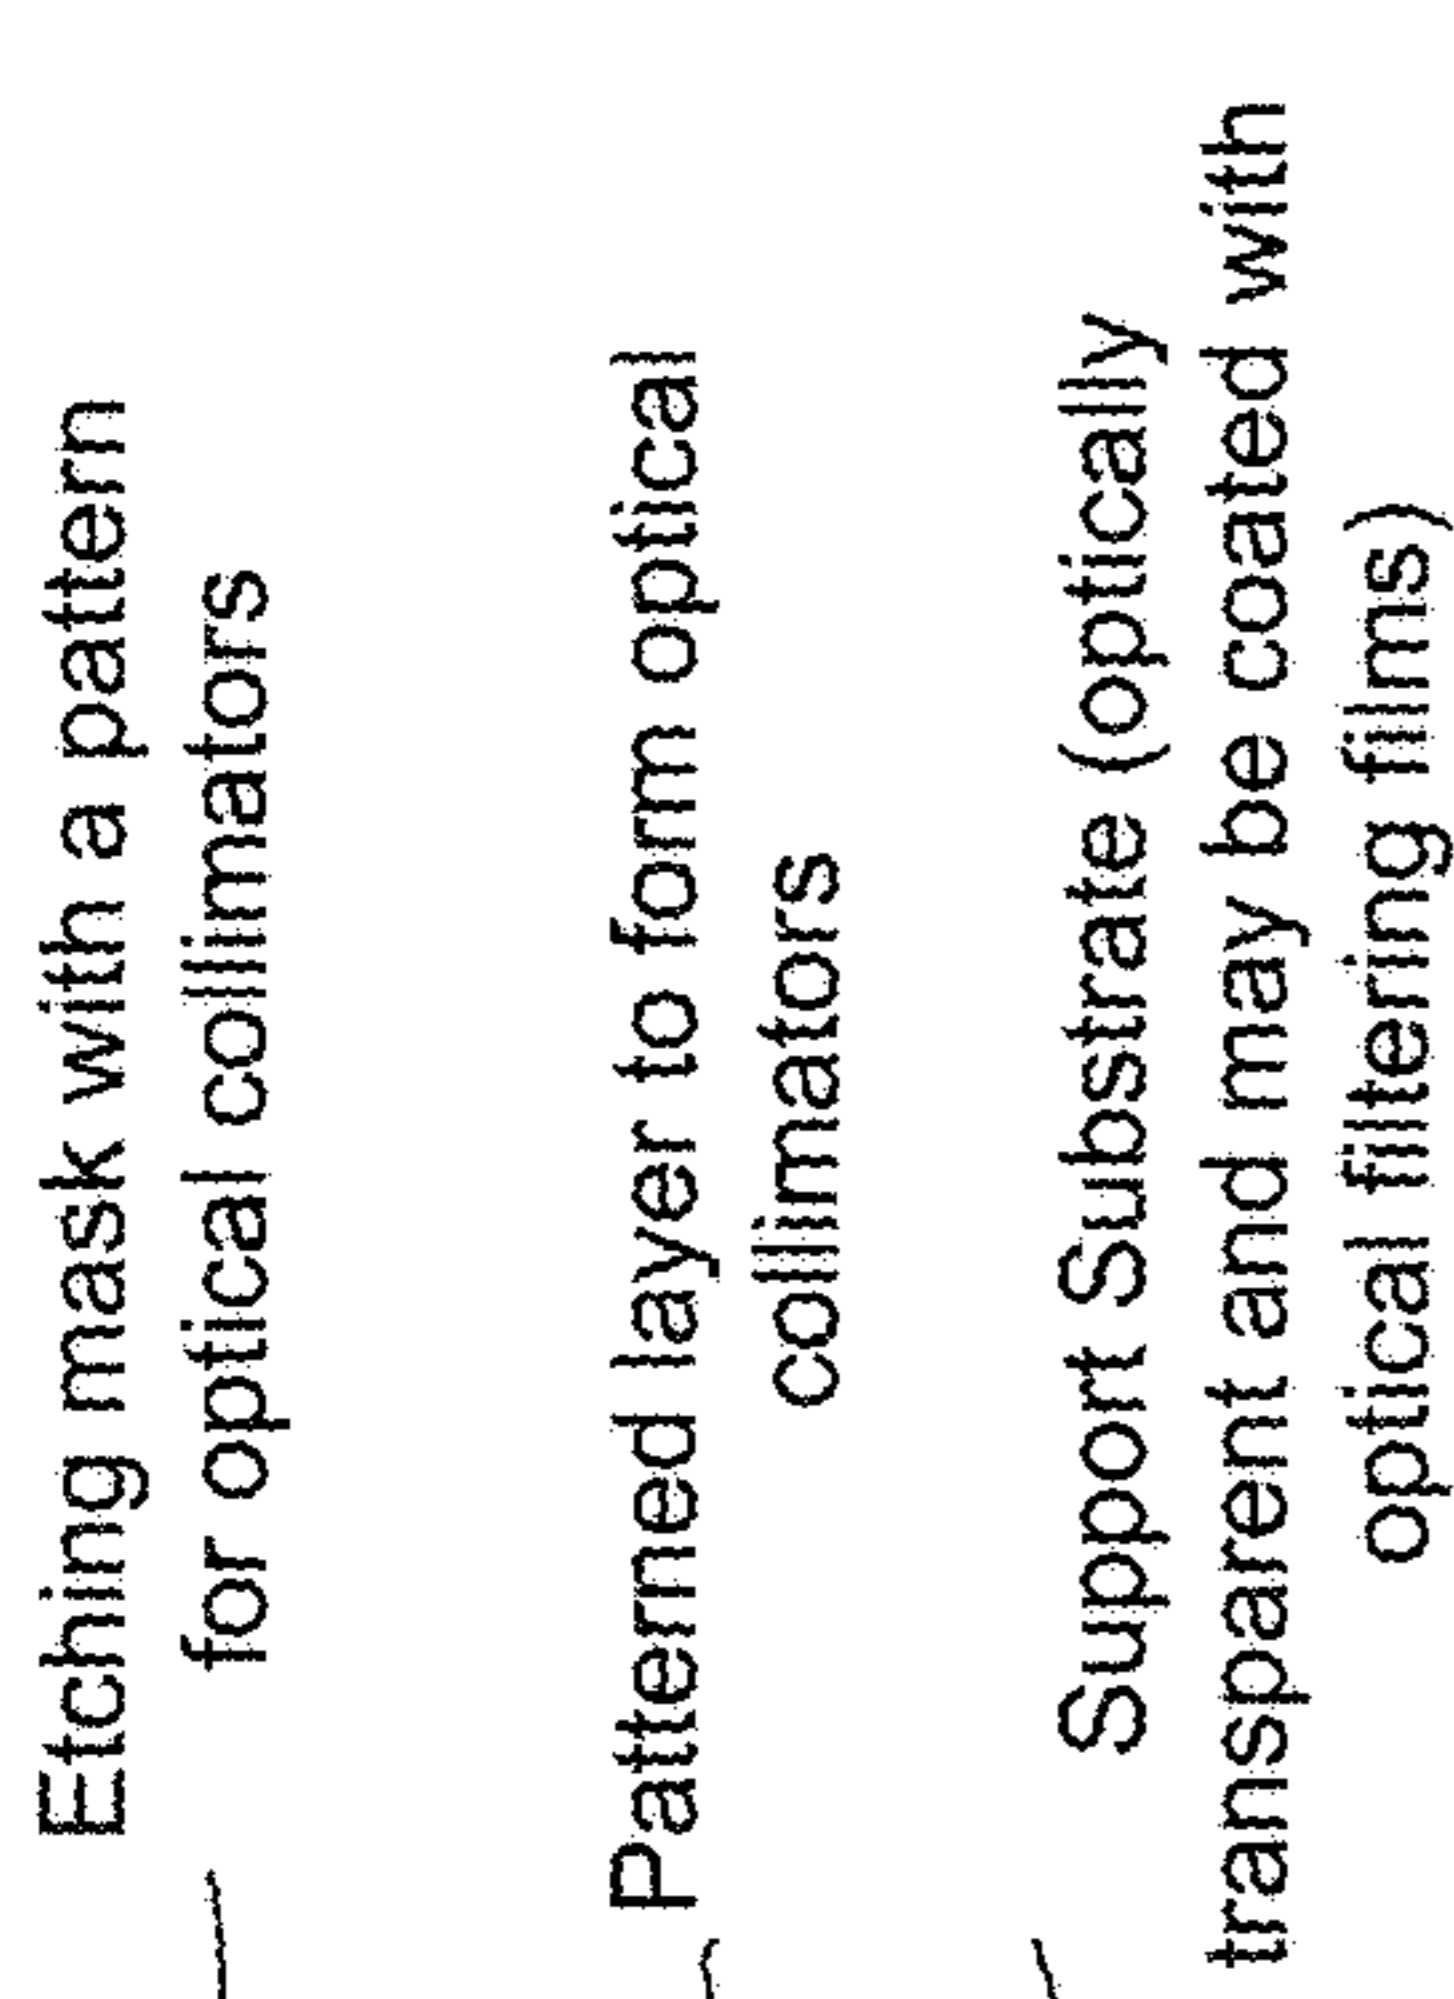 Etching mask with a pattern
for optical collimators
Patterned layer to form optical
collimators
Support Substrate (optically
transparent and may be coated with
optical filtering films)